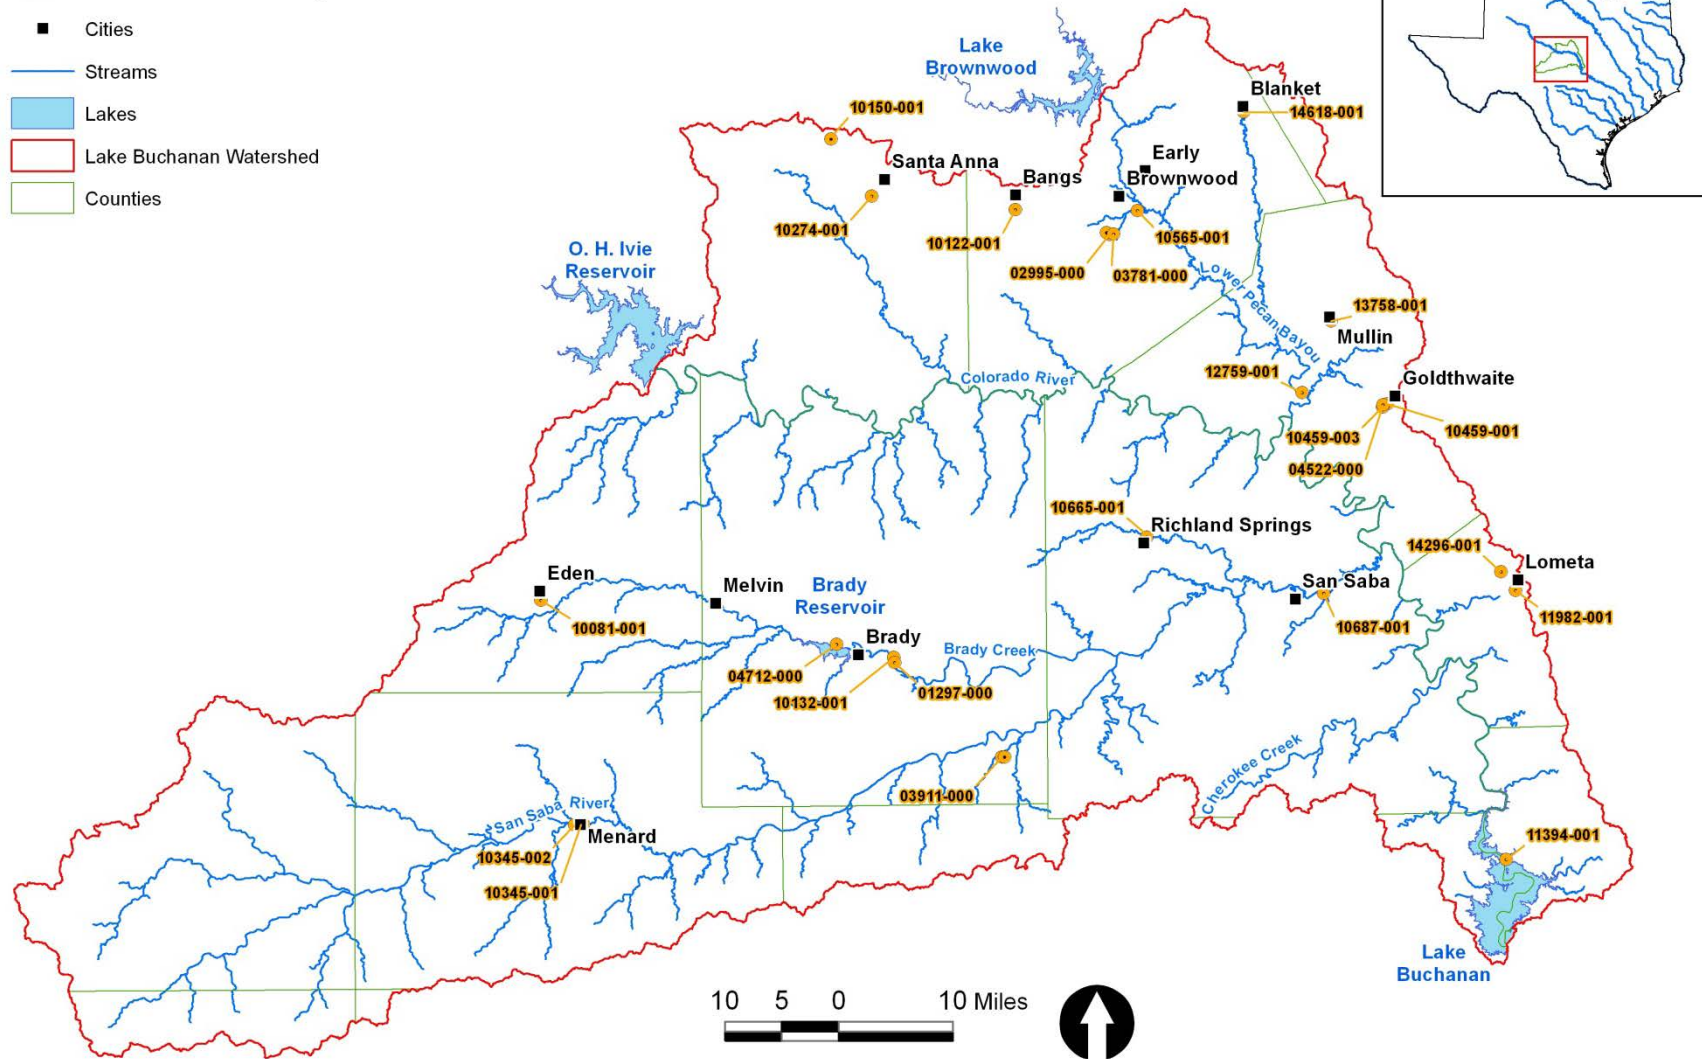 Cities
Streams
Lakes
Lake Buchanan Watershed
Counties
Lake
Brownwood
Blanket
14618-001
10150-001
Santa Anna
Bangs
Early
Brownwood
10274-001
10122-001
10565-001
02995-000
03781-000
O. H. Ivie
Reservoir
Lower Pecan Bayou
13758-001
Mullin
12759-001
Colorado River
Goldthwaite
10459-003
10459-001
04522-000
10665-001
Richland Springs
14296-001
Lometa
Eden
Melvin
Brady
Reservoir
San Saba
10081-001
10687-001
11982-001
Brady
Brady Creek
04712-000
10132-001
01297-000
Cherokee Creek
03911-000
San Saba River
Menard
10345-002
10345-001
11394-001
Lake
Buchanan
10 5 0 10 Miles